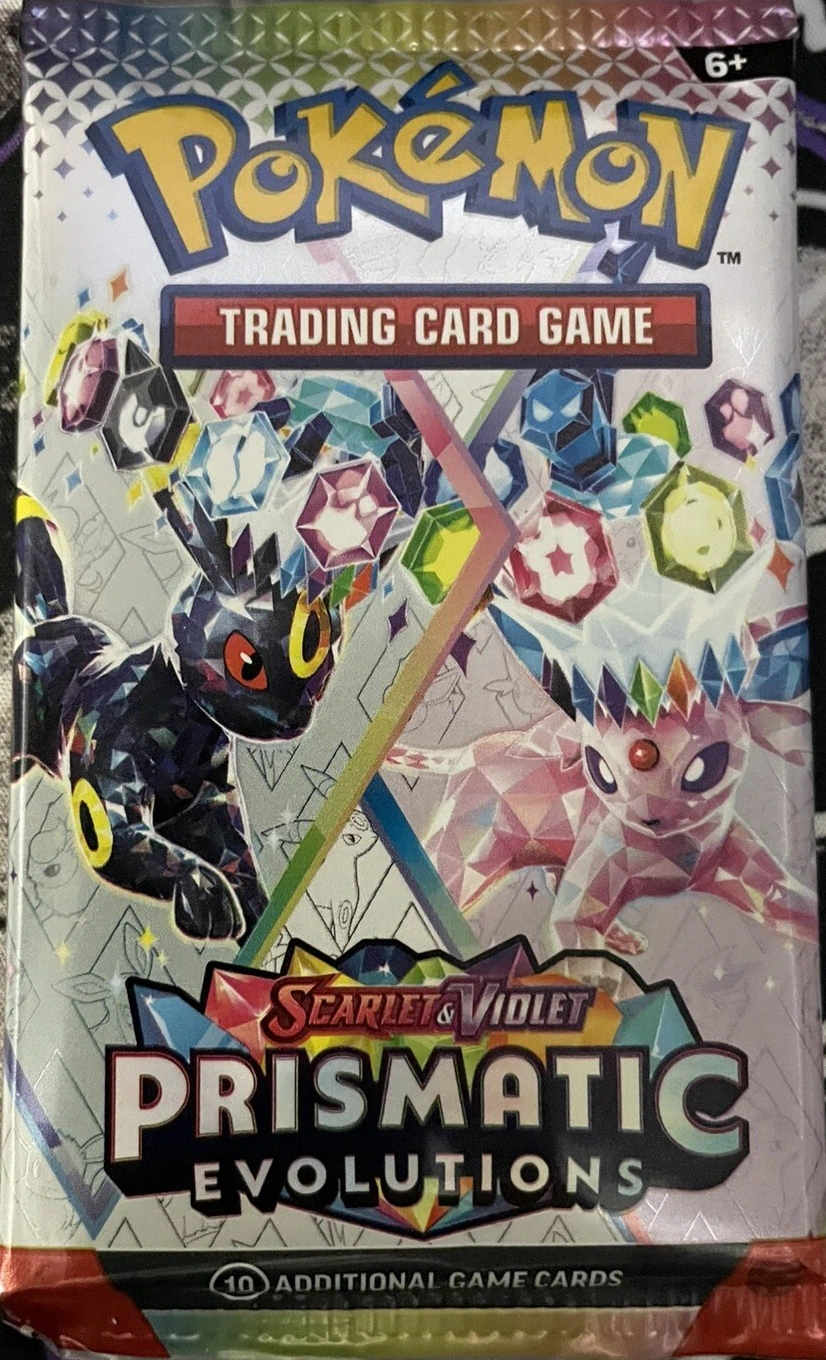 6+
POKéMON
TM
TRADING CARD GAME
SCARLET & VIOLET
PRISMATIC
EVOLUTIONS
10 ADDITIONAL GAME CARDS